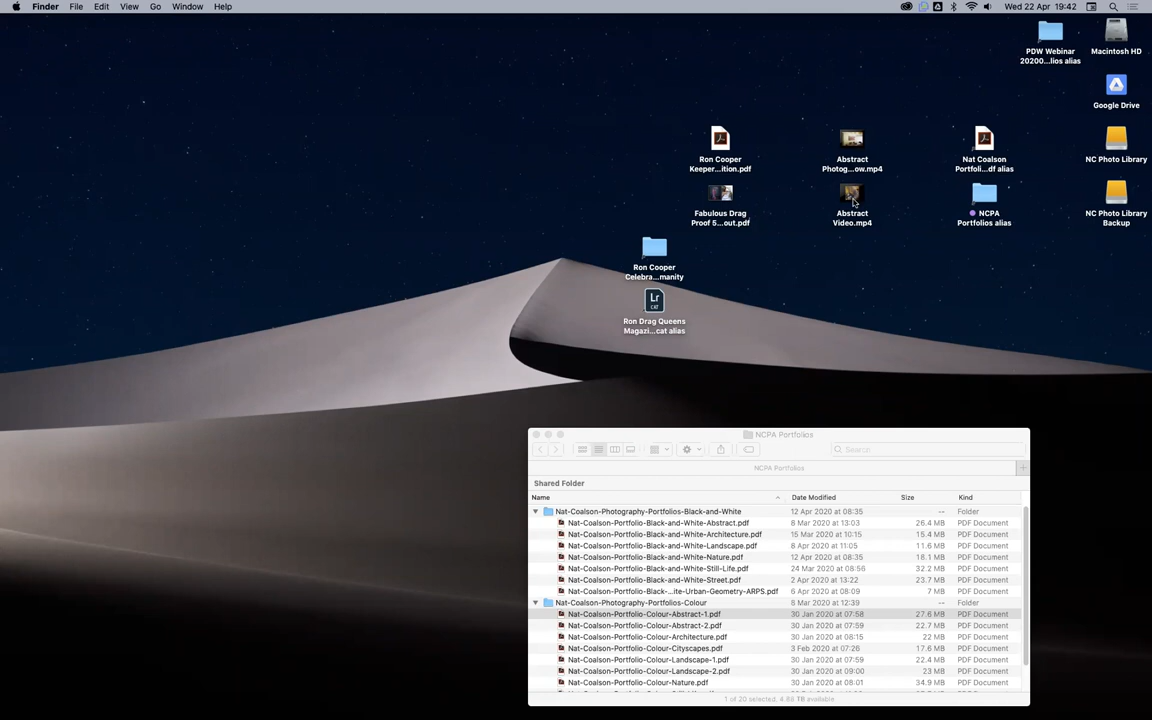 Finder File Edit View Go Window Help
Wed 22 Apr 19:42
PDW Webinar
20200...lios alias
Macintosh HD
Google Drive
Ron Cooper
Keeper...ition.pdf
Abstract
Photog...ow.mp4
Nat Coalson
Portfoli...df alias
NC Photo Library
Fabulous Drag
Proof 5...out.pdf
Abstract
Video.mp4
NCPA
Portfolios alias
NC Photo Library
Backup
Ron Cooper
Celebra...manity
Lr
CAT
Ron Drag Queens
Magazi...cat alias
NCPA Portfolios
Search
NCPA Portfolios
Shared Folder
Name Date Modified Size Kind
Nat-Coalson-Photography-Portfolios-Black-and-White 12 Apr 2020 at 08:35 -- Folder
Nat-Coalson-Portfolio-Black-and-White-Abstract.pdf 8 Mar 2020 at 13:03 26.4 MB PDF Document
Nat-Coalson-Portfolio-Black-and-White-Architecture.pdf 15 Mar 2020 at 10:15 15.4 MB PDF Document
Nat-Coalson-Portfolio-Black-and-White-Landscape.pdf 8 Apr 2020 at 11:05 11.6 MB PDF Document
Nat-Coalson-Portfolio-Black-and-White-Nature.pdf 12 Apr 2020 at 08:35 18.1 MB PDF Document
Nat-Coalson-Portfolio-Black-and-White-Still-Life.pdf 24 Mar 2020 at 08:56 32.2 MB PDF Document
Nat-Coalson-Portfolio-Black-and-White-Street.pdf 2 Apr 2020 at 13:22 23.7 MB PDF Document
Nat-Coalson-Portfolio-Black-...ite-Urban-Geometry-ARPS.pdf 6 Apr 2020 at 08:09 7 MB PDF Document
Nat-Coalson-Photography-Portfolios-Colour 8 Mar 2020 at 12:39 -- Folder
Nat-Coalson-Portfolio-Colour-Abstract-1.pdf 30 Jan 2020 at 07:58 27.6 MB PDF Document
Nat-Coalson-Portfolio-Colour-Abstract-2.pdf 30 Jan 2020 at 07:59 22.7 MB PDF Document
Nat-Coalson-Portfolio-Colour-Architecture.pdf 30 Jan 2020 at 08:15 22 MB PDF Document
Nat-Coalson-Portfolio-Colour-Cityscapes.pdf 3 Feb 2020 at 07:26 17.6 MB PDF Document
Nat-Coalson-Portfolio-Colour-Landscape-1.pdf 30 Jan 2020 at 07:59 22.4 MB PDF Document
Nat-Coalson-Portfolio-Colour-Landscape-2.pdf 30 Jan 2020 at 09:00 23 MB PDF Document
Nat-Coalson-Portfolio-Colour-Nature.pdf 30 Jan 2020 at 08:01 34.9 MB PDF Document
1 of 20 selected, 4.86 TB available